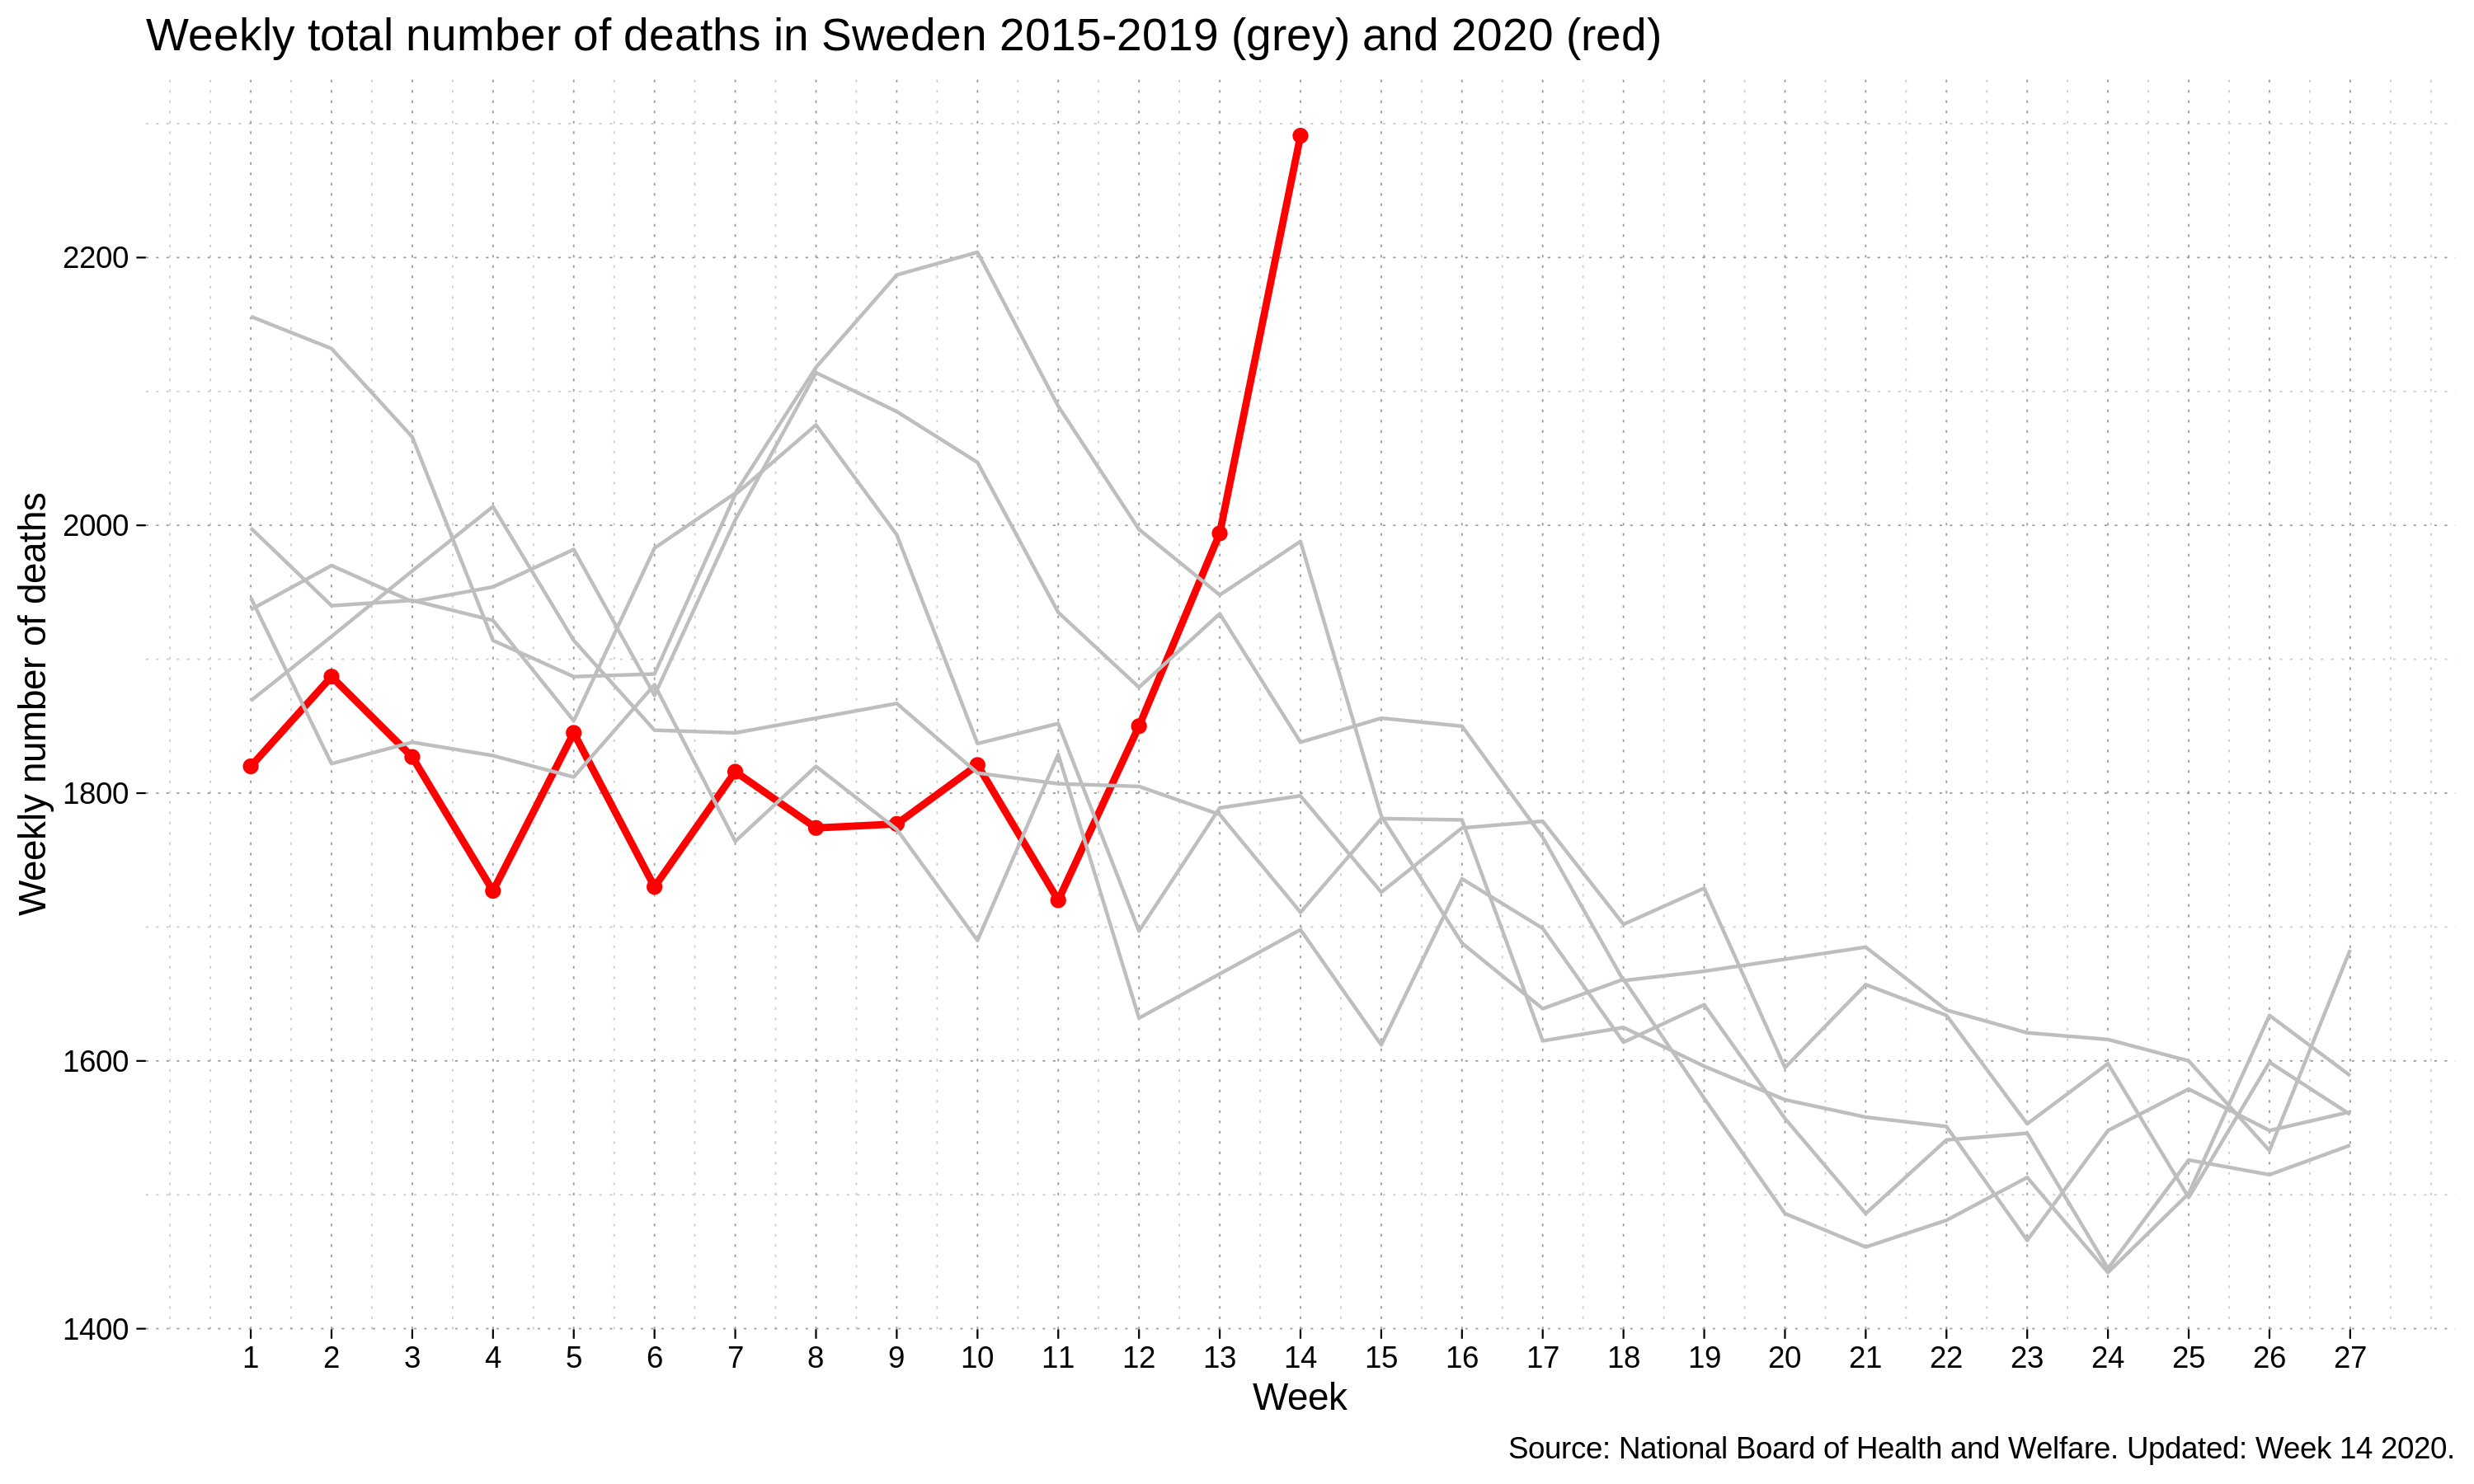 Weekly total number of deaths in Sweden 2015-2019 (grey) and 2020 (red)
Weekly number of deaths
2200
2000
1800
1600
1400
1 2 3 4 5 6 7 8 9 10 11 12 13 14 15 16 17 18 19 20 21 22 23 24 25 26 27
Week
Source: National Board of Health and Welfare. Updated: Week 14 2020.